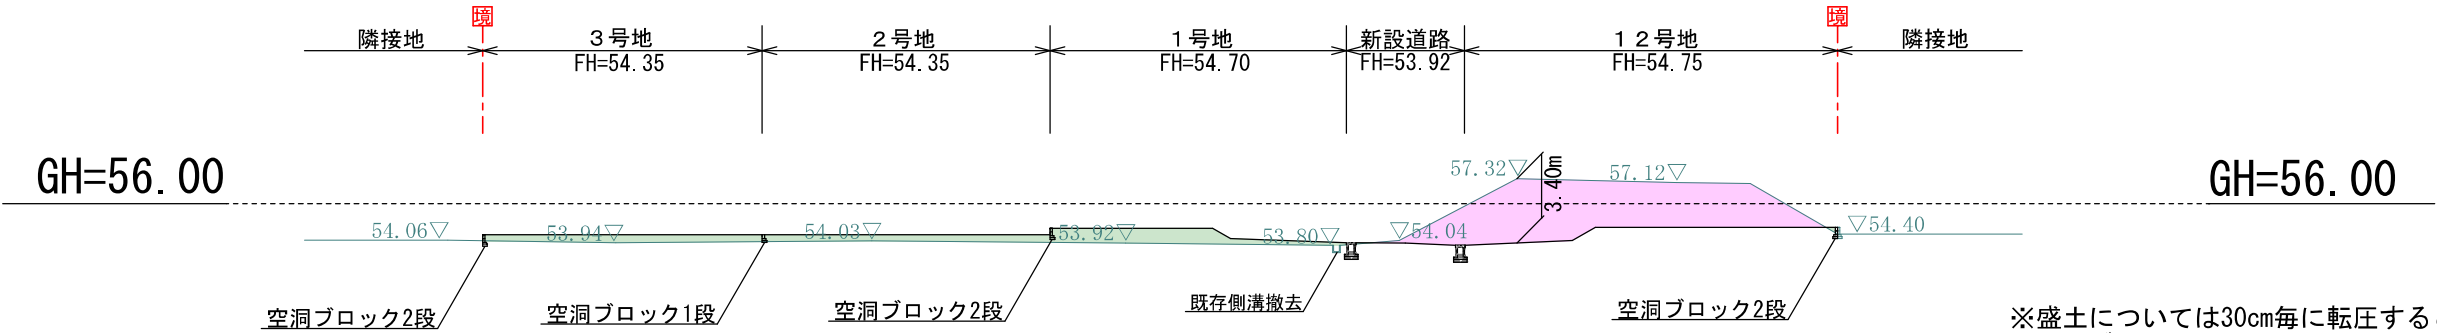 境
境
隣接地
3号地
2号地
1号地
新設道路
12号地
隣接地
FH=54.35
FH=54.35
FH=54.70
FH=53.92
FH=54.75
GH=56.00
57.32▽
3.40m
57.12▽
GH=56.00
54.06▽
53.94▽
54.03▽
53.92▽
53.80▽
▽54.04
▽54.40
空洞ブロック2段
空洞ブロック1段
空洞ブロック2段
既存側溝撤去
空洞ブロック2段
※盛土については30cm毎に転圧する